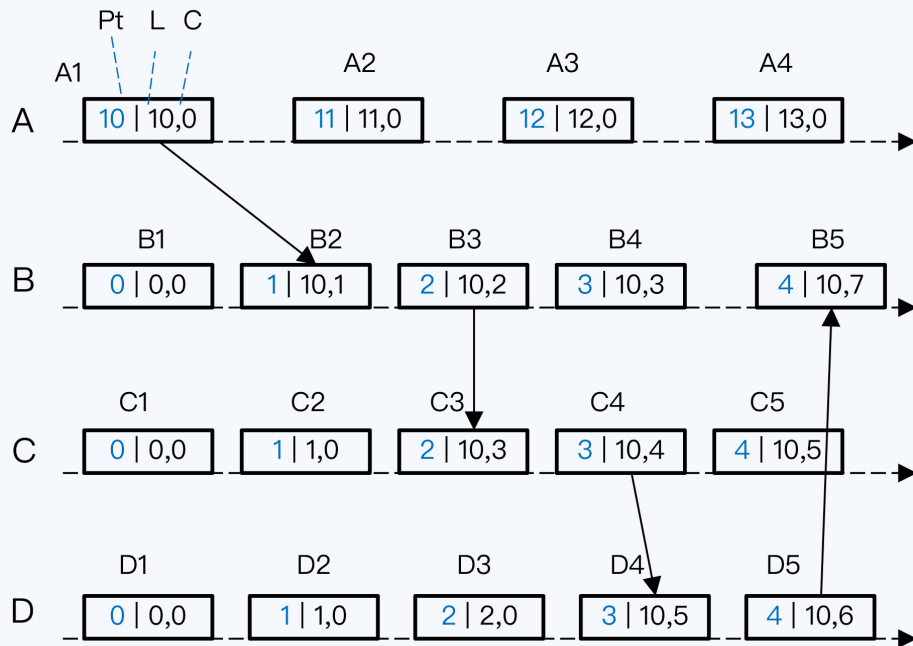 Pt L C
A1 A2 A3 A4
A 10 | 10,0 11 | 11,0 12 | 12,0 13 | 13,0
B1 B2 B3 B4 B5
B 0 | 0,0 1 | 10,1 2 | 10,2 3 | 10,3 4 | 10,7
C1 C2 C3 C4 C5
C 0 | 0,0 1 | 1,0 2 | 10,3 3 | 10,4 4 | 10,5
D1 D2 D3 D4 D5
D 0 | 0,0 1 | 1,0 2 | 2,0 3 | 10,5 4 | 10,6